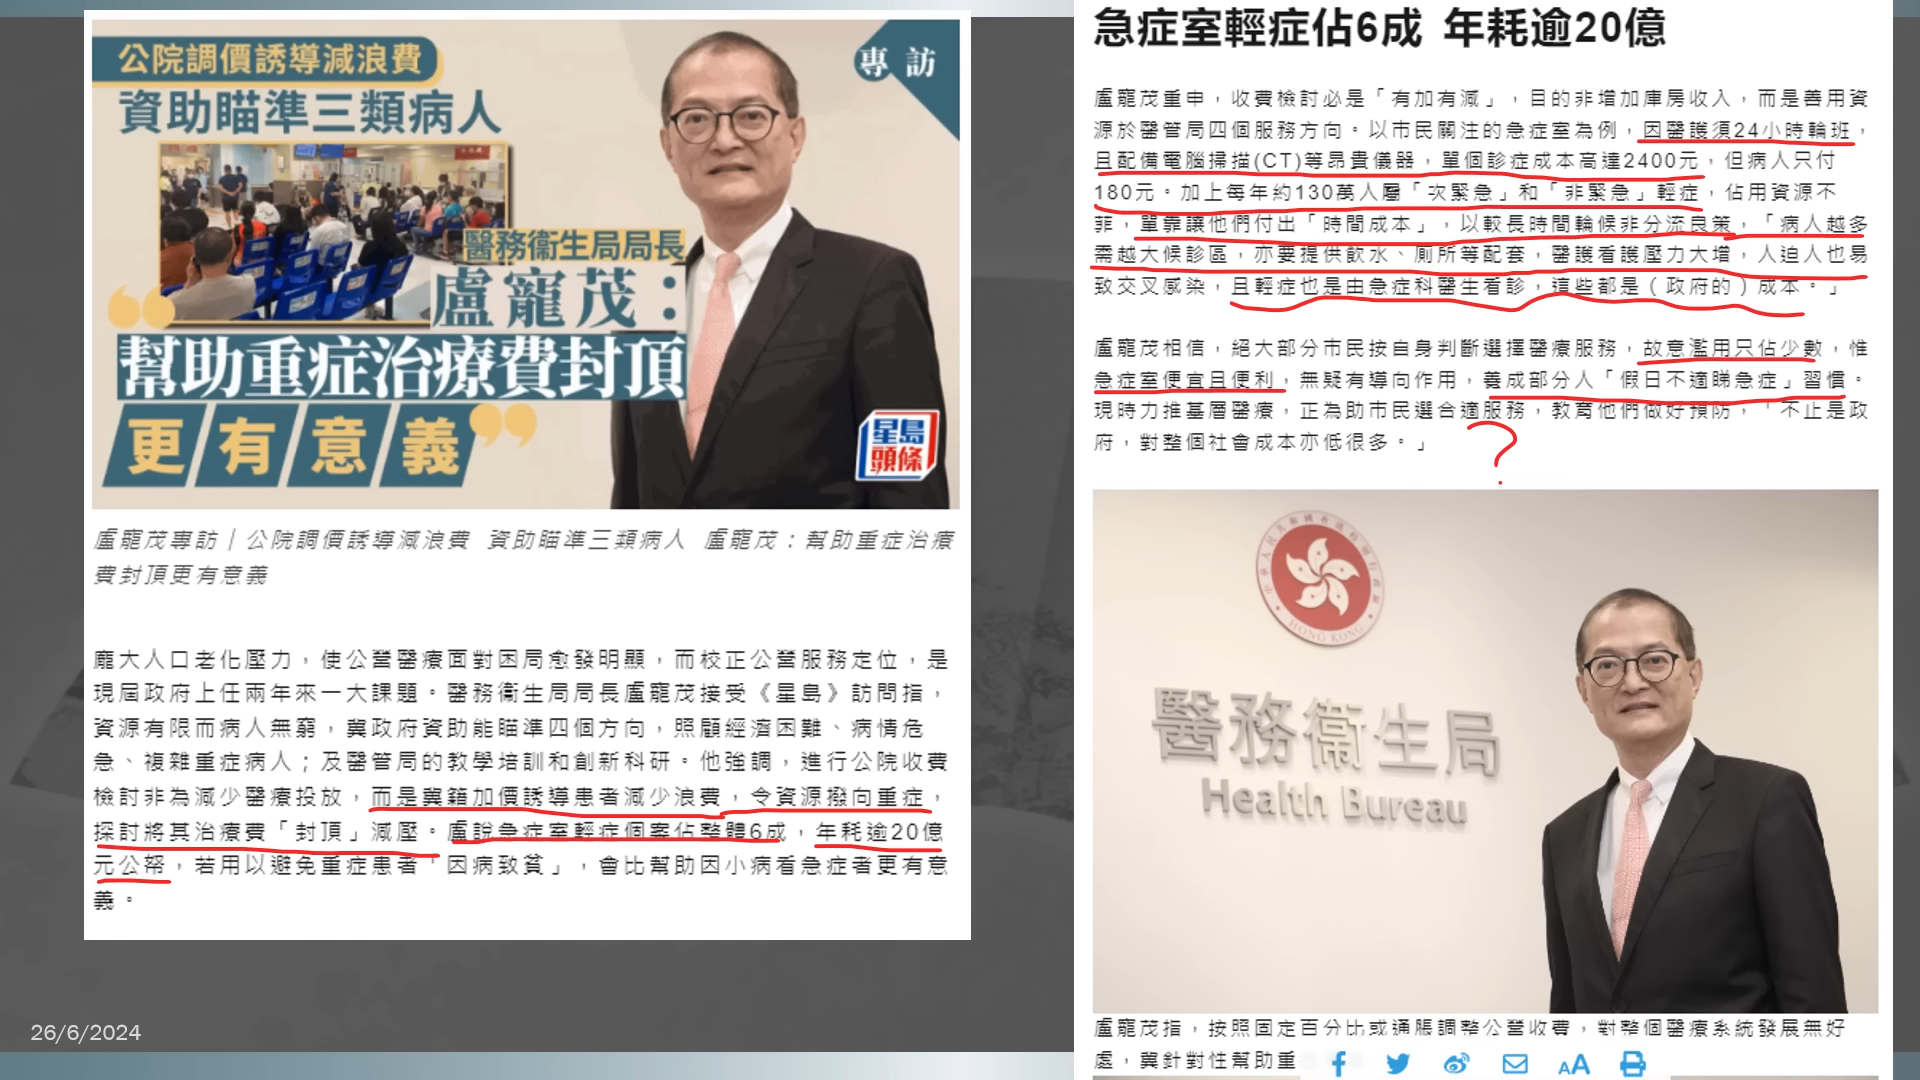 公院調價誘導減浪費
資助瞄準三類病人
專訪
醫務衞生局局長
盧寵茂：
幫助重症治療費封頂
更有意義
星島
頭條
盧寵茂專訪｜公院調價誘導減浪費 資助瞄準三類病人 盧寵茂：幫助重症治療
費封頂更有意義
龐大人口老化壓力，使公營醫療面對困局愈發明顯，而校正公營服務定位，是
現屆政府上任兩年來一大課題。醫務衞生局局長盧寵茂接受《星島》訪問指，
資源有限而病人無窮，冀政府資助能瞄準四個方向，照顧經濟困難、病情危
急、複雜重症病人；及醫管局的教學培訓和創新科研。他強調，進行公院收費
檢討非為減少醫療投放，而是冀籍加價誘導患者減少浪費，令資源撥向重症，
探討將其治療費「封頂」減壓。盧說急症室輕症個案佔整體6成，年耗逾20億
元公帑，若用以避免重症患者「因病致貧」，會比幫助因小病看急症者更有意
義。
26/6/2024
急症室輕症佔6成 年耗逾20億
盧寵茂重申，收費檢討必是「有加有減」，目的非增加庫房收入，而是善用資
源於醫管局四個服務方向。以市民關注的急症室為例，因醫護須24小時輪班，
且配備電腦掃描(CT)等昂貴儀器，單個診症成本高達2400元，但病人只付
180元。加上每年約130萬人屬「次緊急」和「非緊急」輕症，佔用資源不
菲，單靠讓他們付出「時間成本」，以較長時間輪候非分流良策，「病人越多
需越大候診區，亦要提供飲水、廁所等配套，醫護看護壓力大增，人迫人也易
致交叉感染，且輕症也是由急症科醫生看診，這些都是（政府的）成本。」
盧寵茂相信，絕大部分市民按自身判斷選擇醫療服務，故意濫用只佔少數，惟
急症室便宜且便利，無疑有導向作用，養成部分人「假日不適睇急症」習慣。
現時力推基層醫療，正為助市民選合適服務，教育他們做好預防，「不止是政
府，對整個社會成本亦低很多。」
?
HONG KONG
醫務衞生局
Health Bureau
盧寵茂指，按照固定百分比或通脹調整公營收費，對整個醫療系統發展無好
處，冀針對性幫助重
AA